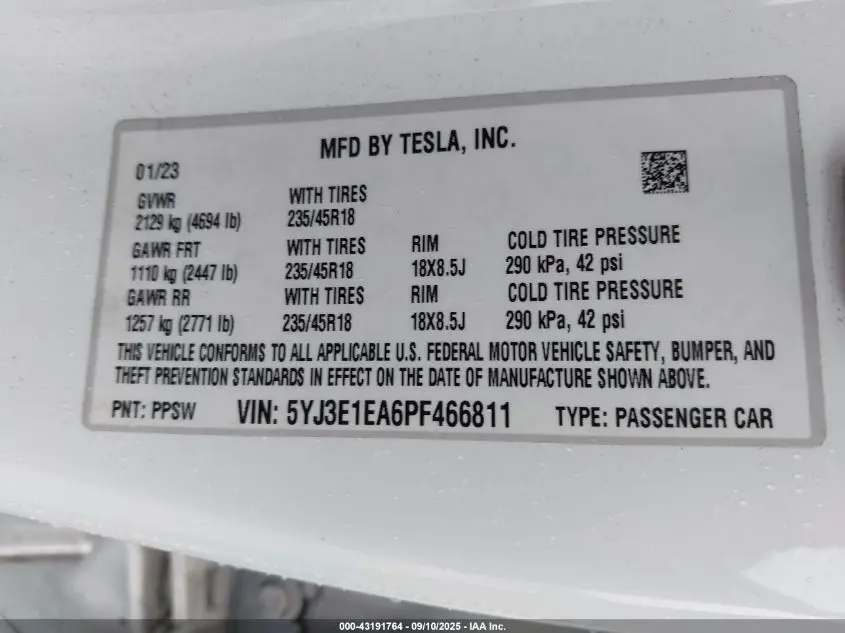 MFD BY TESLA, INC.
01/23
GVWR WITH TIRES
2129 kg (4694 lb) 235/45R18
GAWR FRT WITH TIRES RIM COLD TIRE PRESSURE
1110 kg (2447 lb) 235/45R18 18X8.5J 290 kPa, 42 psi
GAWR RR WITH TIRES RIM COLD TIRE PRESSURE
1257 kg (2771 lb) 235/45R18 18X8.5J 290 kPa, 42 psi
THIS VEHICLE CONFORMS TO ALL APPLICABLE U.S. FEDERAL MOTOR VEHICLE SAFETY, BUMPER, AND
THEFT PREVENTION STANDARDS IN EFFECT ON THE DATE OF MANUFACTURE SHOWN ABOVE.
PNT: PPSW VIN: 5YJ3E1EA6PF466811 TYPE: PASSENGER CAR
000-43191764 - 09/10/2025 - IAA Inc.